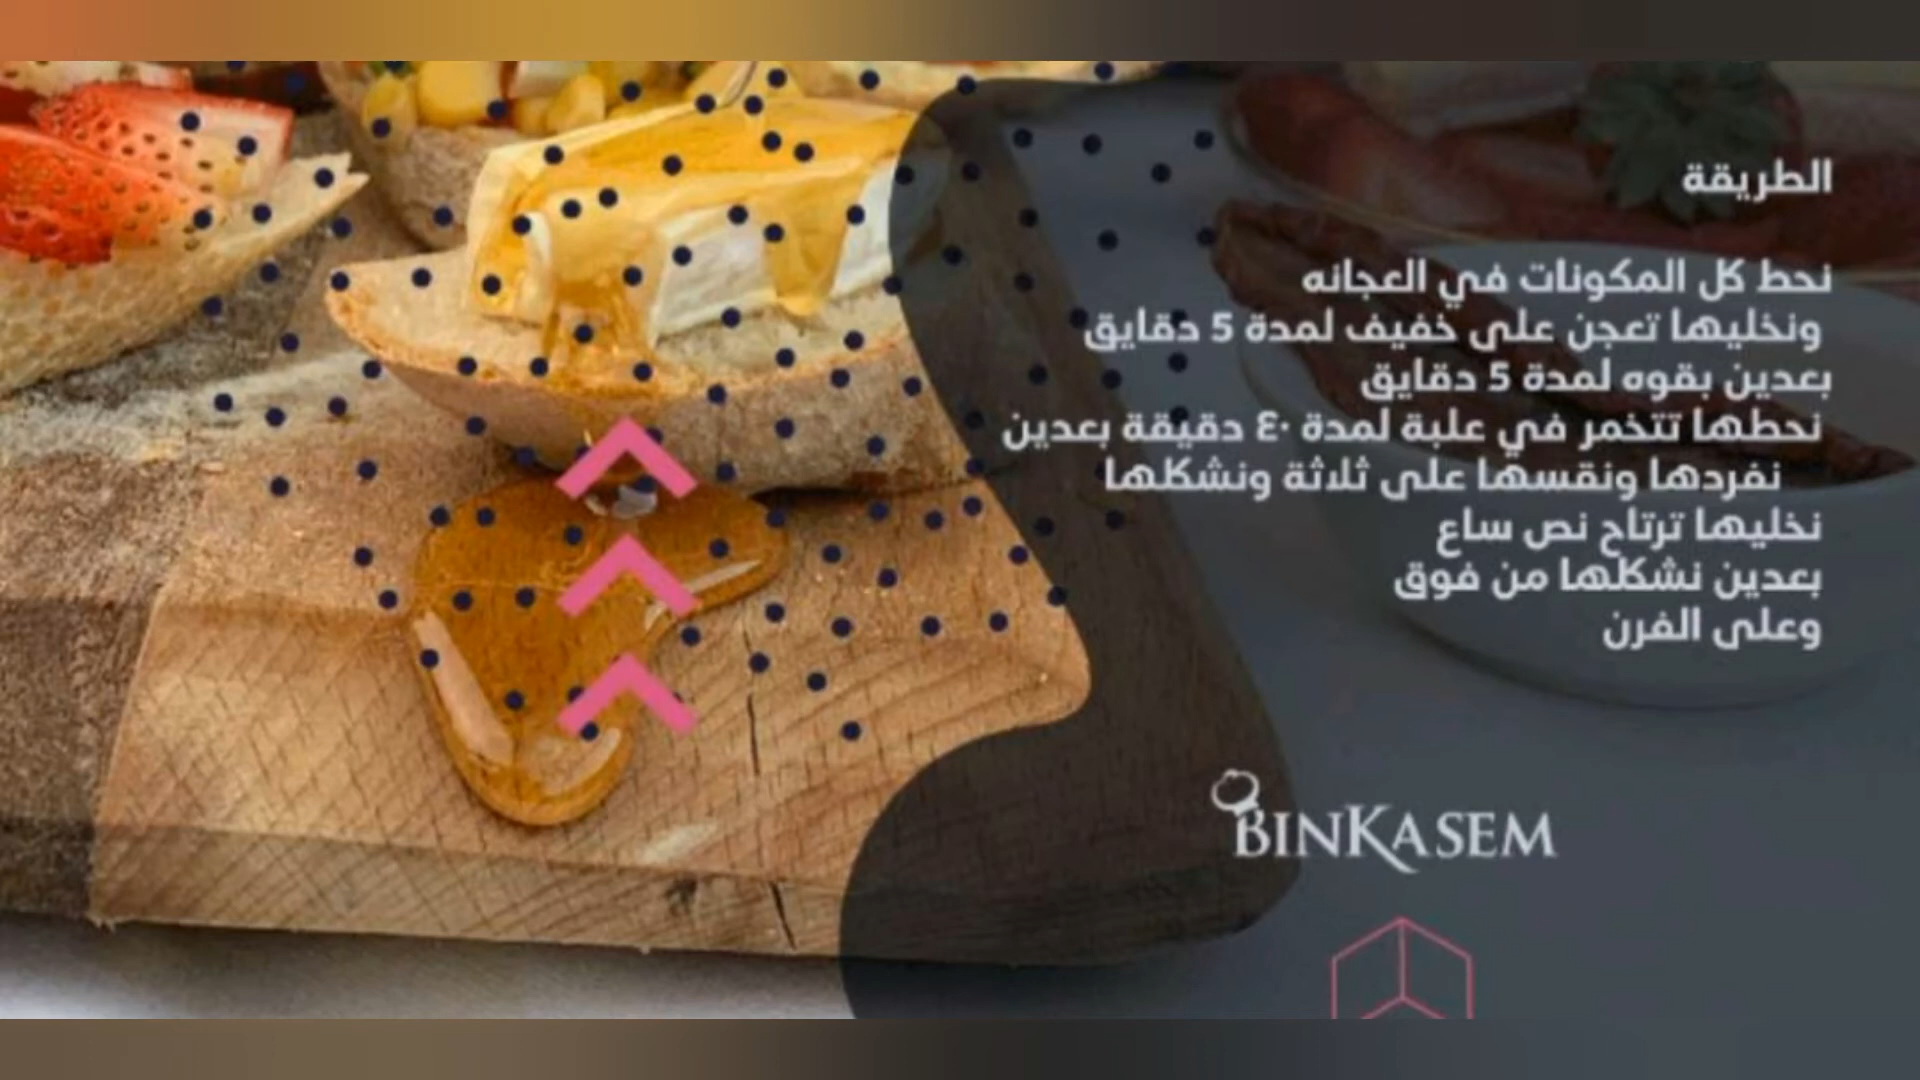 الطريقة
نحط كل المكونات في العجانه
ونخليها تعجن على خفيف لمدة 5 دقايق
بعدين بقوه لمدة 5 دقايق
نحطها تتخمر في علبة لمدة ٤٠ دقيقة بعدين
نفردها ونقسها على ثلاثة ونشكلها
نخليها ترتاح نص ساع
بعدين نشكلها من فوق
وعلى الفرن
BINKASEM